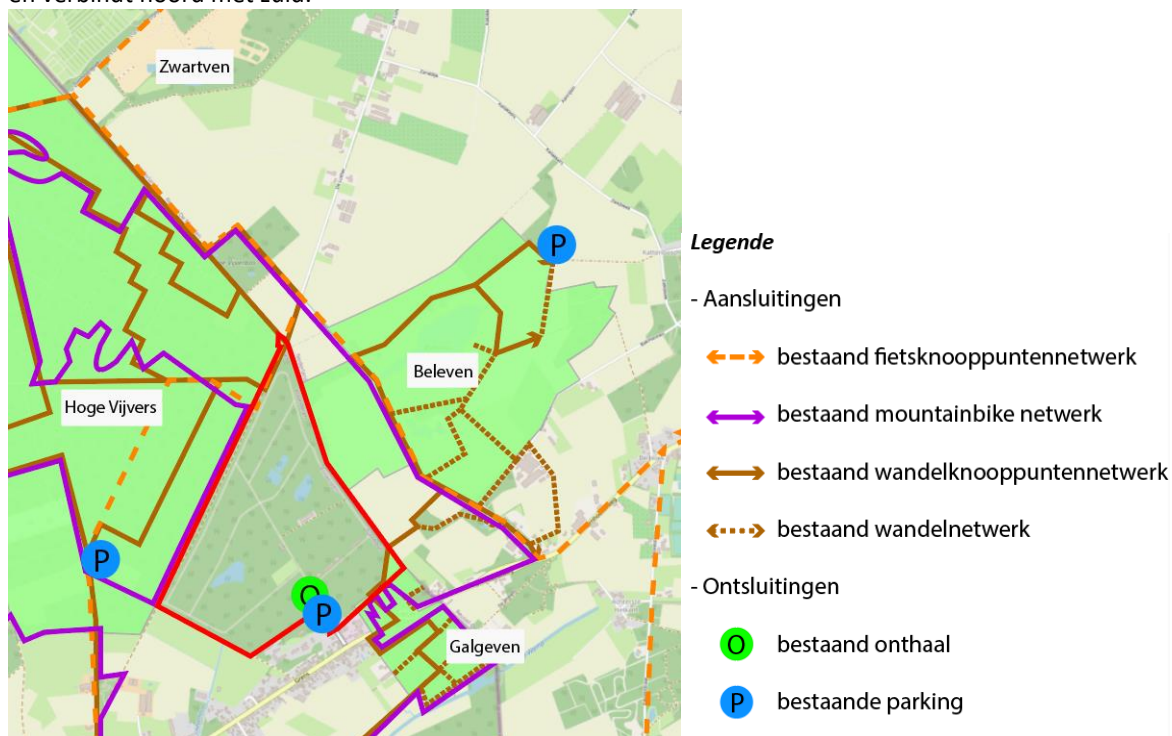 en verbindt noord met zuid.
Zwartven
P
Legende
- Aansluitingen
Beleven
bestaand fietsknooppuntennetwerk
Hoge Vijvers
bestaand mountainbike netwerk
bestaand wandelknooppuntennetwerk
bestaand wandelnetwerk
P
- Ontsluitingen
O
P
Galgeven
O bestaand onthaal
P bestaande parking